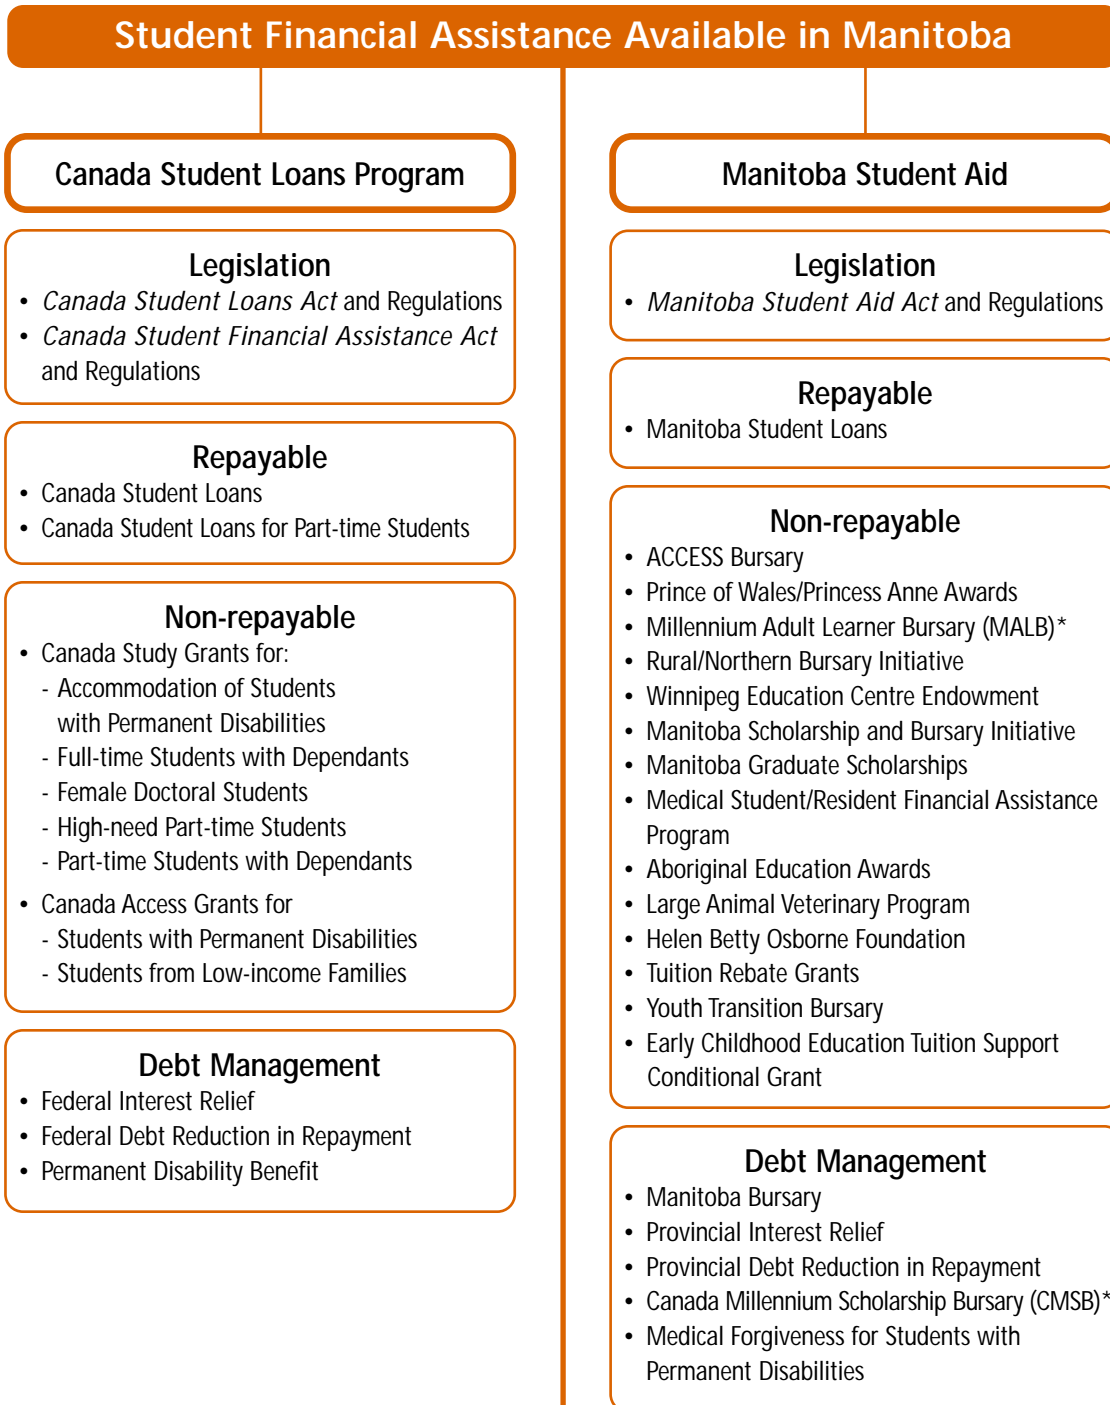 Student Financial Assistance Available in Manitoba
Canada Student Loans Program
Legislation
• Canada Student Loans Act and Regulations
• Canada Student Financial Assistance Act
and Regulations
Repayable
• Canada Student Loans
• Canada Student Loans for Part-time Students
Non-repayable
• Canada Study Grants for:
- Accommodation of Students
with Permanent Disabilities
- Full-time Students with Dependants
- Female Doctoral Students
- High-need Part-time Students
- Part-time Students with Dependants
• Canada Access Grants for
- Students with Permanent Disabilities
- Students from Low-income Families
Debt Management
• Federal Interest Relief
• Federal Debt Reduction in Repayment
• Permanent Disability Benefit
Manitoba Student Aid
Legislation
• Manitoba Student Aid Act and Regulations
Repayable
• Manitoba Student Loans
Non-repayable
• ACCESS Bursary
• Prince of Wales/Princess Anne Awards
• Millennium Adult Learner Bursary (MALB)*
• Rural/Northern Bursary Initiative
• Winnipeg Education Centre Endowment
• Manitoba Scholarship and Bursary Initiative
• Manitoba Graduate Scholarships
• Medical Student/Resident Financial Assistance
Program
• Aboriginal Education Awards
• Large Animal Veterinary Program
• Helen Betty Osborne Foundation
• Tuition Rebate Grants
• Youth Transition Bursary
• Early Childhood Education Tuition Support
Conditional Grant
Debt Management
• Manitoba Bursary
• Provincial Interest Relief
• Provincial Debt Reduction in Repayment
• Canada Millennium Scholarship Bursary (CMSB)*
• Medical Forgiveness for Students with
Permanent Disabilities